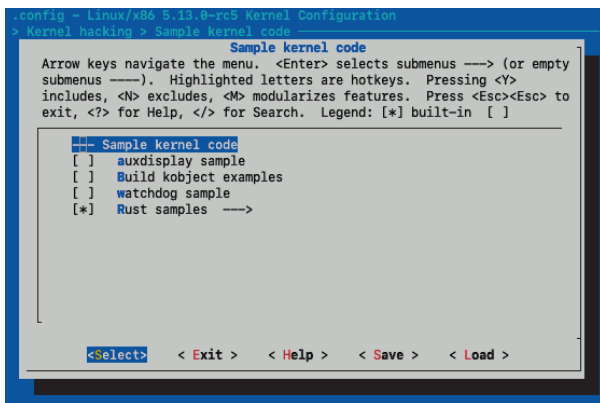 .config - Linux/x86 5.13.0-rc5 Kernel Configuration
> Kernel hacking > Sample kernel code
Sample kernel code
Arrow keys navigate the menu.  <Enter> selects submenus ---> (or empty
submenus ----).  Highlighted letters are hotkeys.  Pressing <Y>
includes, <N> excludes, <M> modularizes features.  Press <Esc><Esc> to
exit, <?> for Help, </> for Search.  Legend: [*] built-in  [ ]
--- Sample kernel code
[ ]   auxdisplay sample
[ ]   Build kobject examples
[ ]   watchdog sample
[*]   Rust samples  --->
<Select>    < Exit >    < Help >    < Save >    < Load >